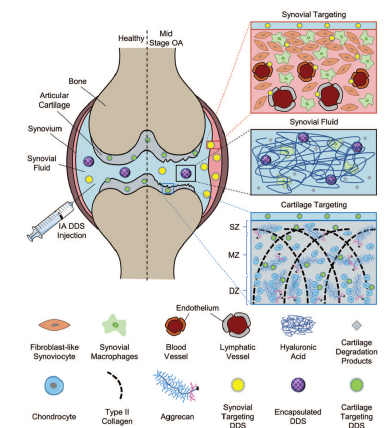 Healthy
Mid
Stage OA
Synovial Targeting
Bone
Articular
Cartilage
Synovium
Synovial
Fluid
IA DDS
Injection
Synovial Fluid
Cartilage Targeting
SZ
MZ
DZ
Endothelium
Fibroblast-like
Synoviocyte
Synovial
Macrophages
Blood
Vessel
Lymphatic
Vessel
Hyaluronic
Acid
Cartilage
Degradation
Products
Chondrocyte
Type II
Collagen
Aggrecan
Synovial
Targeting
DDS
Encapsulated
DDS
Cartilage
Targeting
DDS